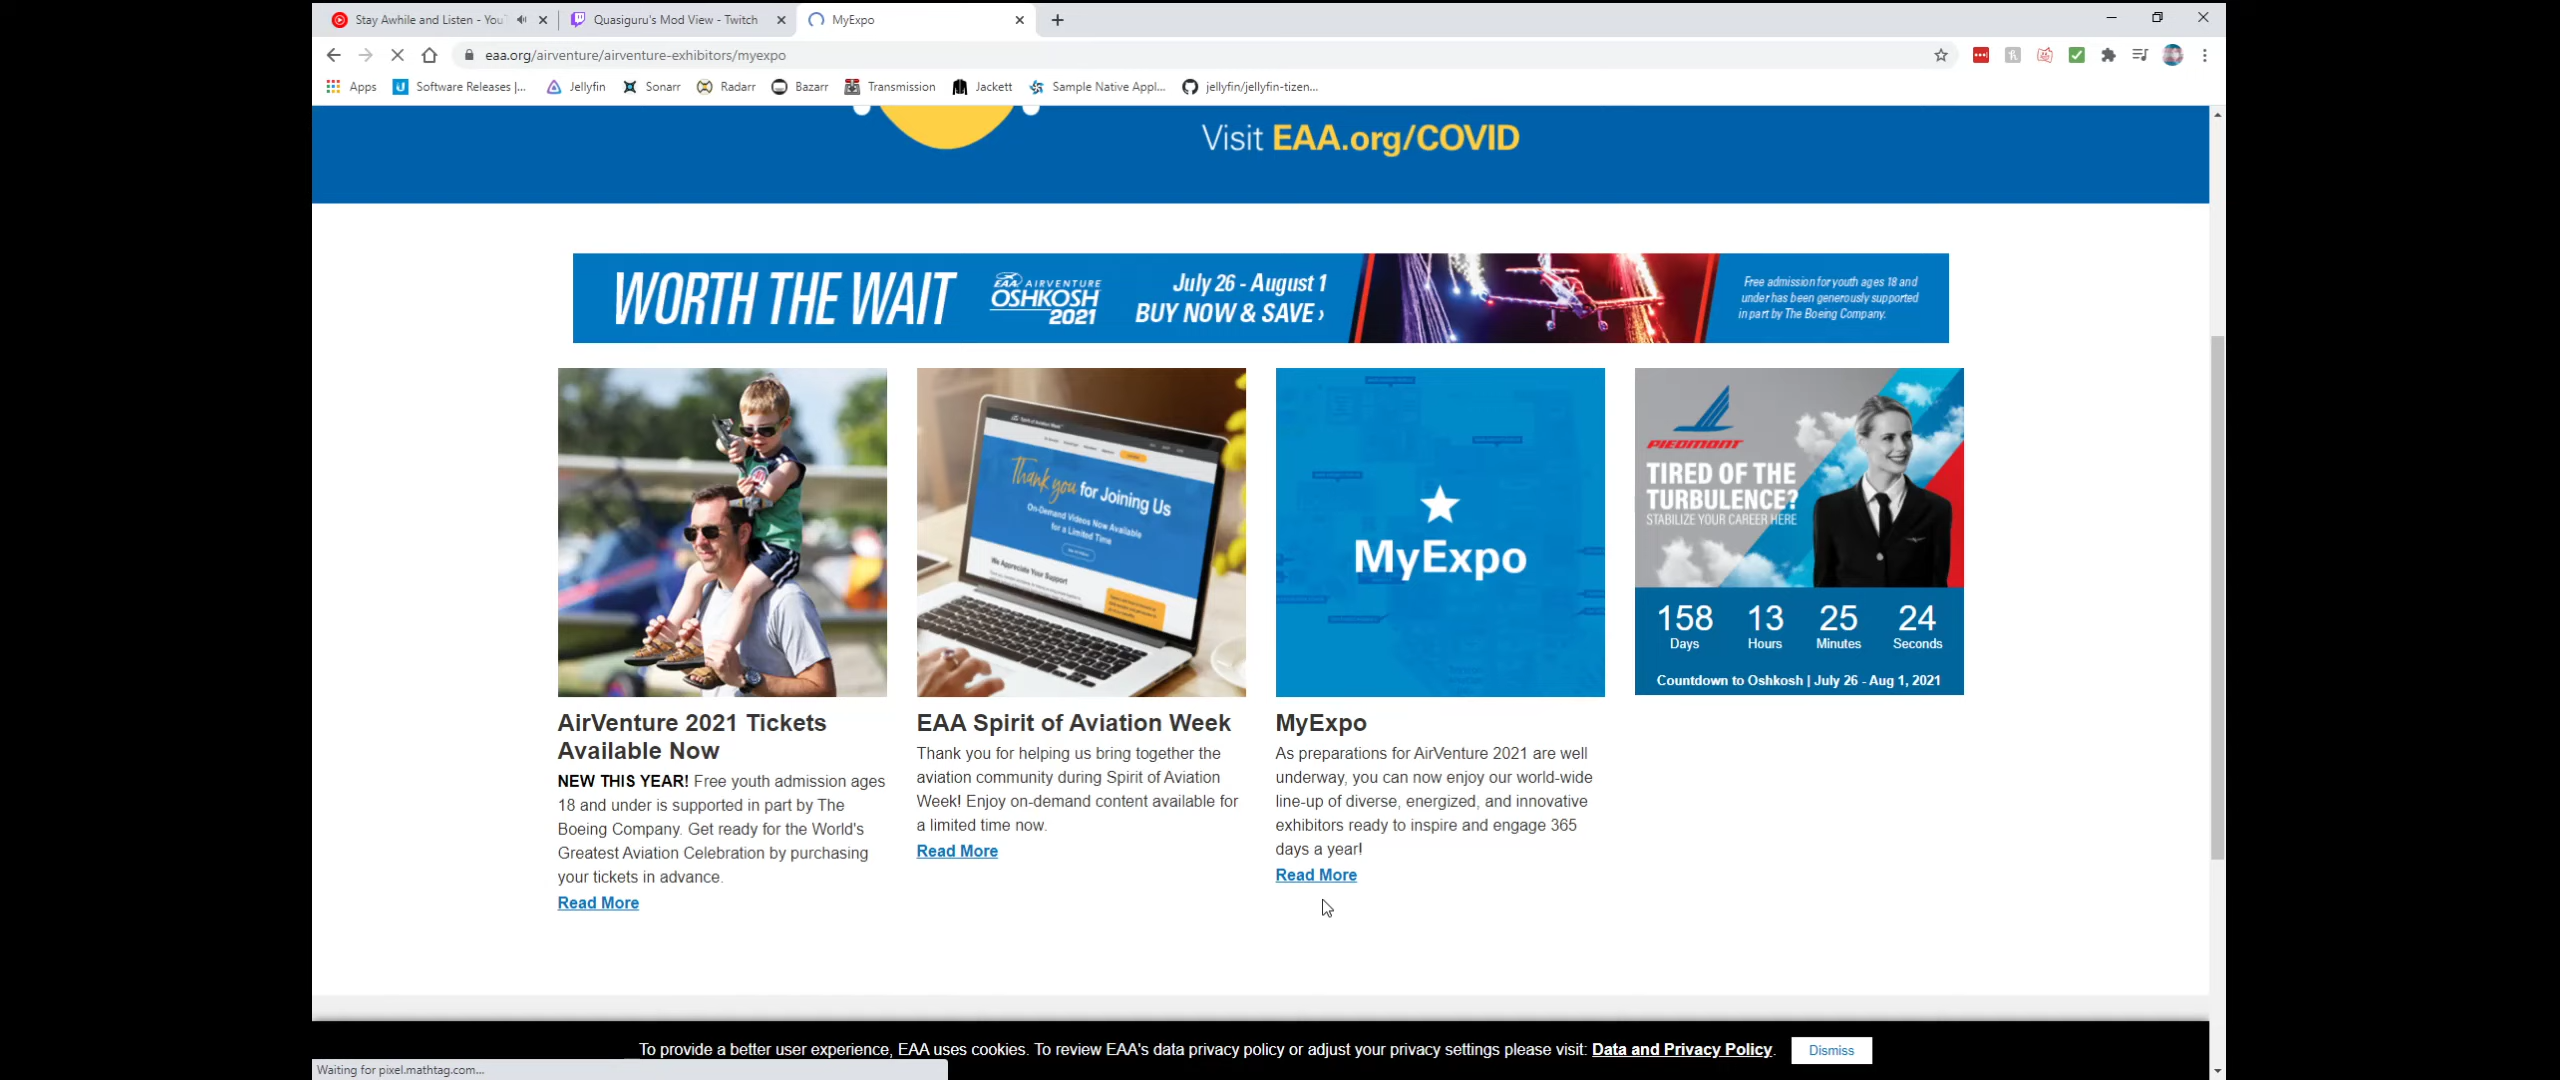 Stay Awhile and Listen - You
Quasiguru's Mod View - Twitch
MyExpo
eaa.org/airventure/airventure-exhibitors/myexpo
Apps
Software Releases |...
Jellyfin
Sonarr
Radarr
Bazarr
Transmission
Jackett
Sample Native Appl...
jellyfin/jellyfin-tizen...
Visit EAA.org/COVID
WORTH THE WAIT
EAA AIRVENTURE
OSHKOSH
2021
July 26 - August 1
BUY NOW & SAVE ›
Free admission for youth ages 18 and
under has been generously supported
in part by The Boeing Company.
Thank you for Joining Us
On-Demand Videos Now Available
for a Limited Time
We Appreciate Your Support
MyExpo
PIEDMONT
TIRED OF THE
TURBULENCE?
STABILIZE YOUR CAREER HERE
158 13 25 24
Days Hours Minutes Seconds
Countdown to Oshkosh | July 26 - Aug 1, 2021
AirVenture 2021 Tickets
Available Now
NEW THIS YEAR! Free youth admission ages
18 and under is supported in part by The
Boeing Company. Get ready for the World's
Greatest Aviation Celebration by purchasing
your tickets in advance.
Read More
EAA Spirit of Aviation Week
Thank you for helping us bring together the
aviation community during Spirit of Aviation
Week! Enjoy on-demand content available for
a limited time now.
Read More
MyExpo
As preparations for AirVenture 2021 are well
underway, you can now enjoy our world-wide
line-up of diverse, energized, and innovative
exhibitors ready to inspire and engage 365
days a year!
Read More
To provide a better user experience, EAA uses cookies. To review EAA's data privacy policy or adjust your privacy settings please visit: Data and Privacy Policy.
Dismiss
Waiting for pixel.mathtag.com...